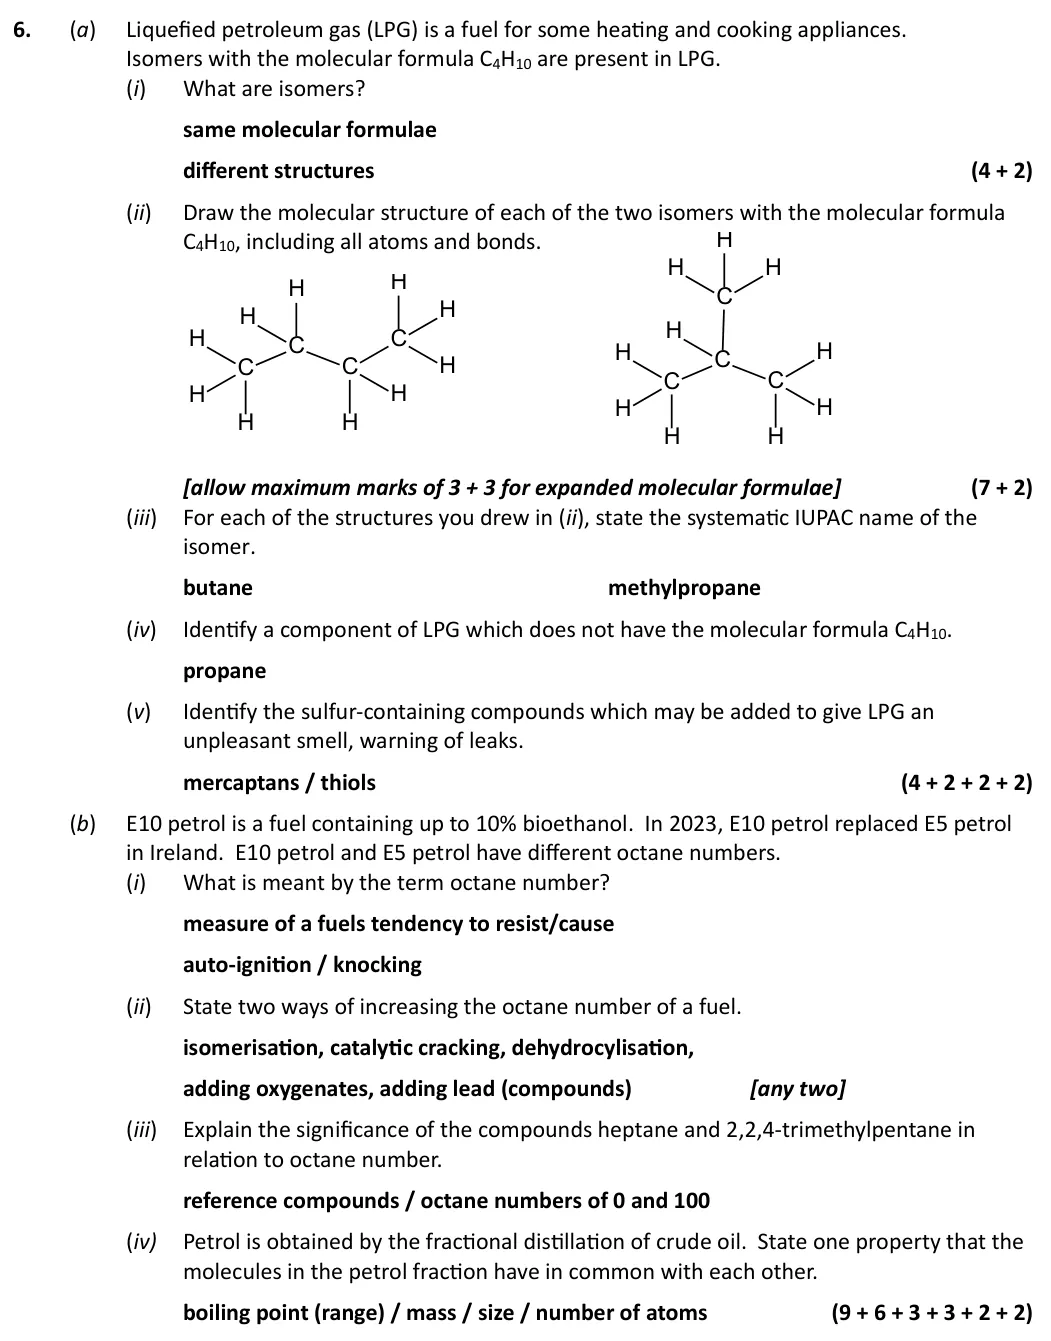 6. (a) Liquefied petroleum gas (LPG) is a fuel for some heating and cooking appliances.
Isomers with the molecular formula C₄H₁₀ are present in LPG.
(i) What are isomers?
same molecular formulae
different structures (4 + 2)
(ii) Draw the molecular structure of each of the two isomers with the molecular formula
C₄H₁₀, including all atoms and bonds.
H H H H C H H H C H C C H H H H
H H H C H C H C C H H H H H
[allow maximum marks of 3 + 3 for expanded molecular formulae] (7 + 2)
(iii) For each of the structures you drew in (ii), state the systematic IUPAC name of the
isomer.
butane methylpropane
(iv) Identify a component of LPG which does not have the molecular formula C₄H₁₀.
propane
(v) Identify the sulfur-containing compounds which may be added to give LPG an
unpleasant smell, warning of leaks.
mercaptans / thiols (4 + 2 + 2 + 2)
(b) E10 petrol is a fuel containing up to 10% bioethanol. In 2023, E10 petrol replaced E5 petrol
in Ireland. E10 petrol and E5 petrol have different octane numbers.
(i) What is meant by the term octane number?
measure of a fuels tendency to resist/cause
auto-ignition / knocking
(ii) State two ways of increasing the octane number of a fuel.
isomerisation, catalytic cracking, dehydrocylisation,
adding oxygenates, adding lead (compounds) [any two]
(iii) Explain the significance of the compounds heptane and 2,2,4-trimethylpentane in
relation to octane number.
reference compounds / octane numbers of 0 and 100
(iv) Petrol is obtained by the fractional distillation of crude oil. State one property that the
molecules in the petrol fraction have in common with each other.
boiling point (range) / mass / size / number of atoms (9 + 6 + 3 + 3 + 2 + 2)